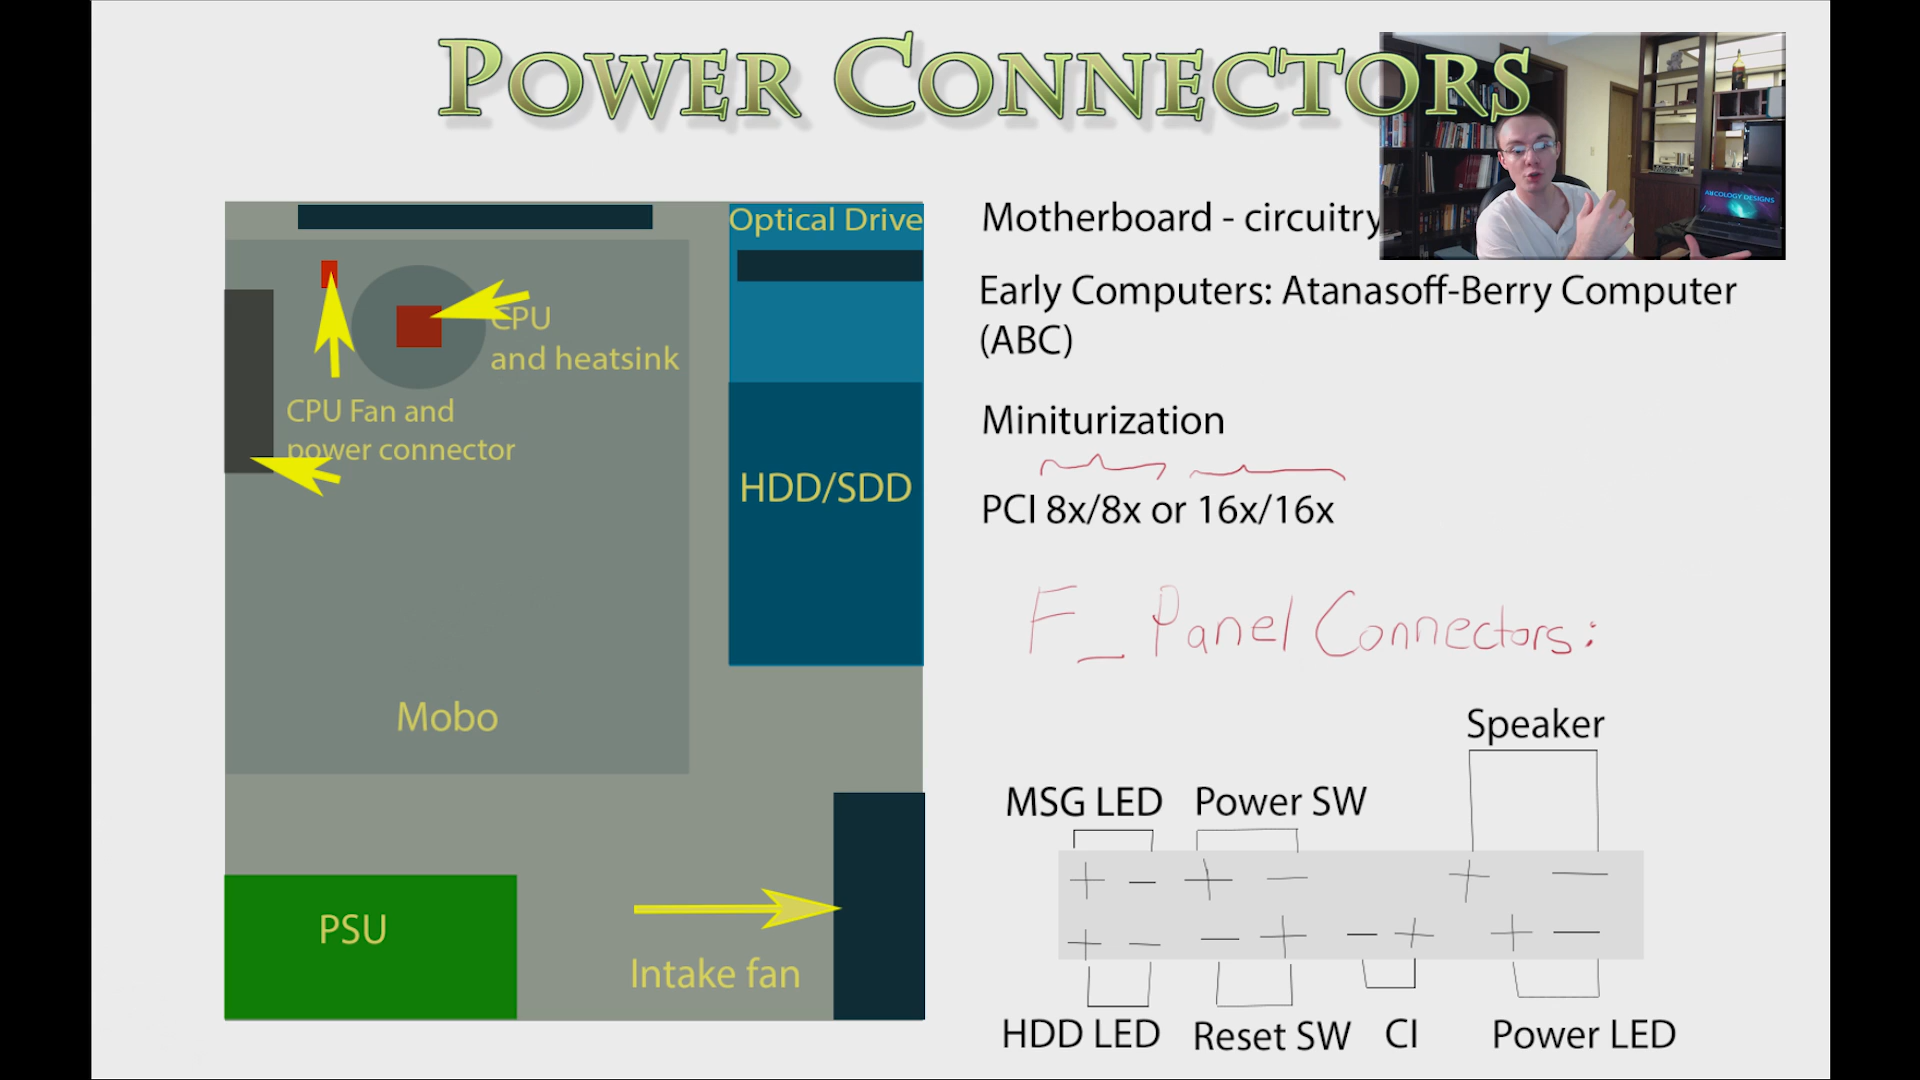 POWER CONNECTORS
ARCOLOGY DESIGNS
Optical Drive
CPU
and heatsink
CPU Fan and
power connector
HDD/SDD
Mobo
PSU
Intake fan
Motherboard - circuitry
Early Computers: Atanasoff-Berry Computer
(ABC)
Miniturization
PCI 8x/8x or 16x/16x
F_Panel Connectors:
Speaker
MSG LED Power SW
+ − + − + −
+ − − + − + + −
HDD LED Reset SW CI Power LED